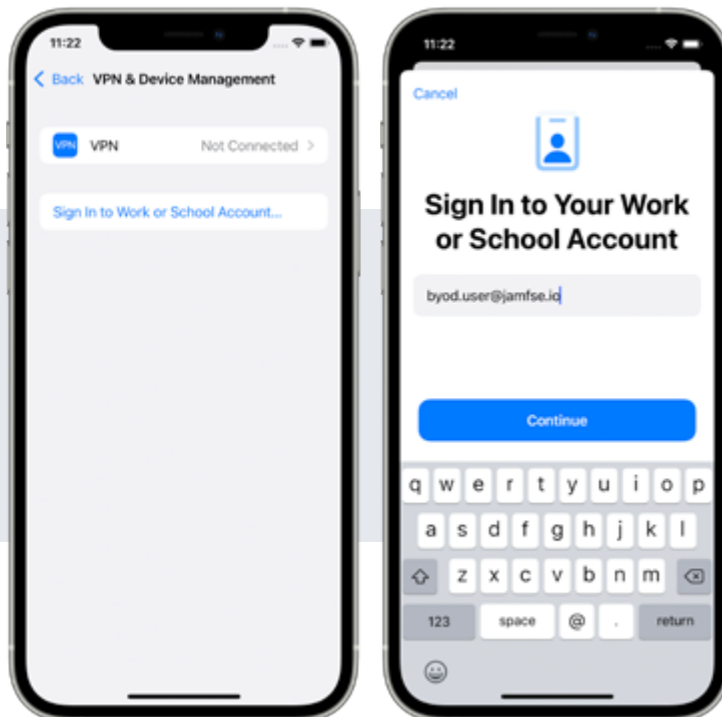 11:22
Back VPN & Device Management
VPN VPN Not Connected
Sign In to Work or School Account...
11:22
Cancel
Sign In to Your Work
or School Account
byod.user@jamfse.io
Continue
q w e r t y u i o p
a s d f g h j k l
z x c v b n m
123 space @ . return